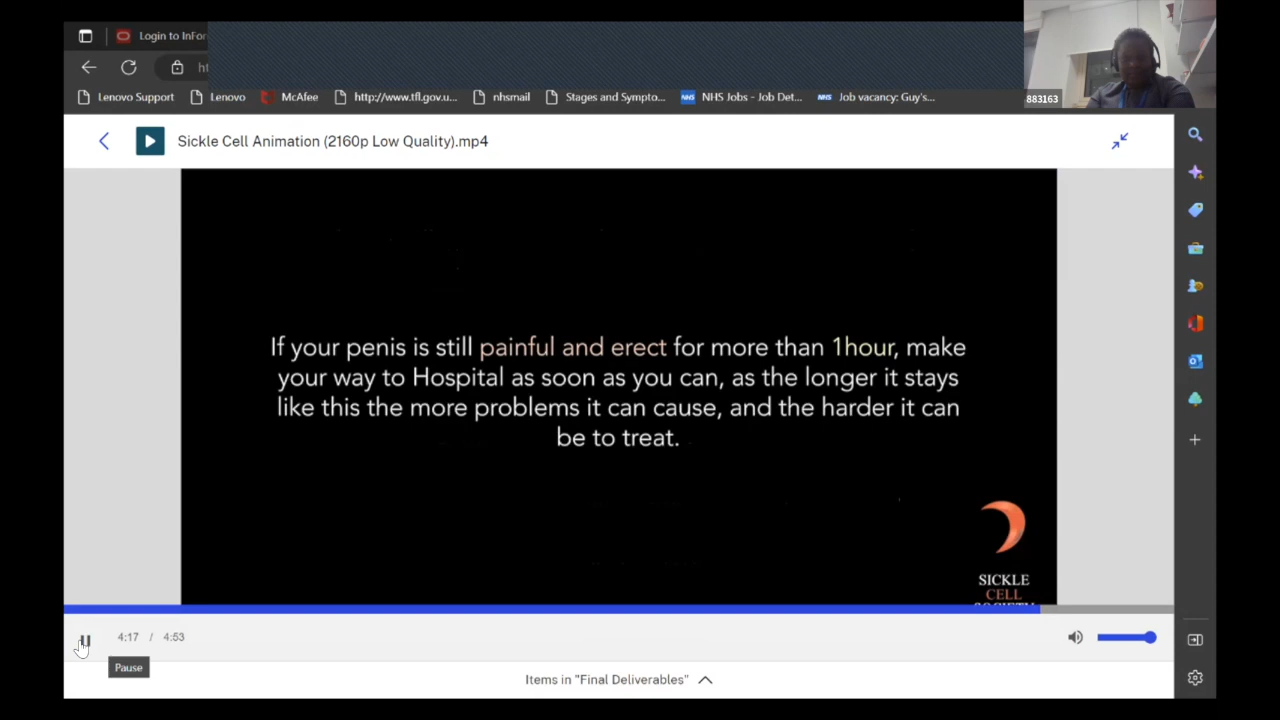 Login to InFor
ht
883163
Lenovo Support
Lenovo
McAfee
http://www.tfl.gov.u...
nhsmail
Stages and Sympto...
NHS
NHS Jobs - Job Det...
NHS
Job vacancy: Guy's...
Sickle Cell Animation (2160p Low Quality).mp4
If your penis is still painful and erect for more than 1hour, make
your way to Hospital as soon as you can, as the longer it stays
like this the more problems it can cause, and the harder it can
be to treat.
SICKLE
CELL
SOCIETY
4:17 / 4:53
Pause
Items in "Final Deliverables"